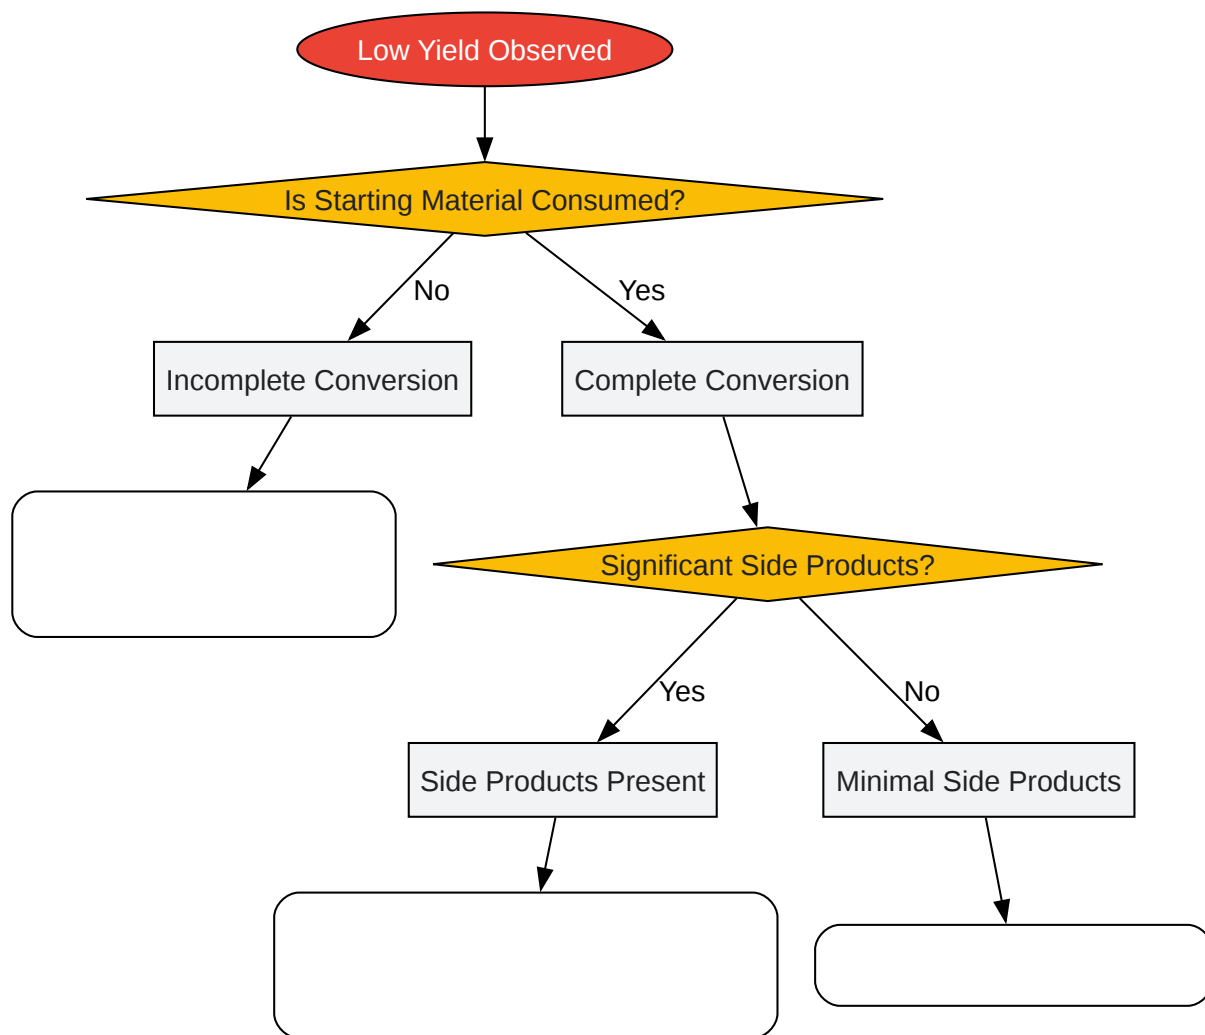 Low Yield Observed
Is Starting Material Consumed?
No
Yes
Incomplete Conversion
Complete Conversion
Significant Side Products?
Yes
No
Side Products Present
Minimal Side Products